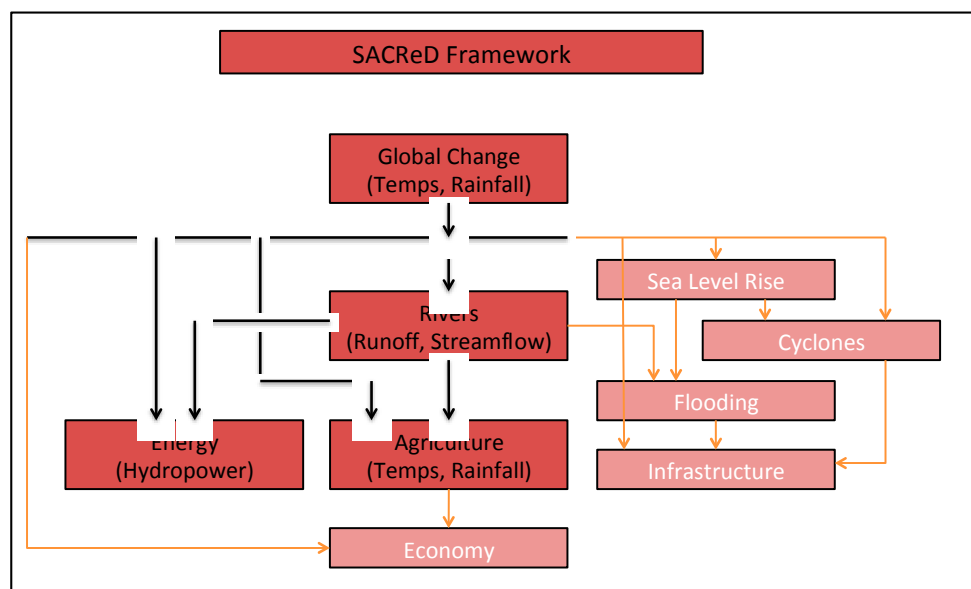 SACReD Framework
Global Change
(Temps, Rainfall)
Sea Level Rise
Rivers
(Runoff, Streamflow)
Cyclones
Flooding
Energy
(Hydropower)
Agriculture
(Temps, Rainfall)
Infrastructure
Economy